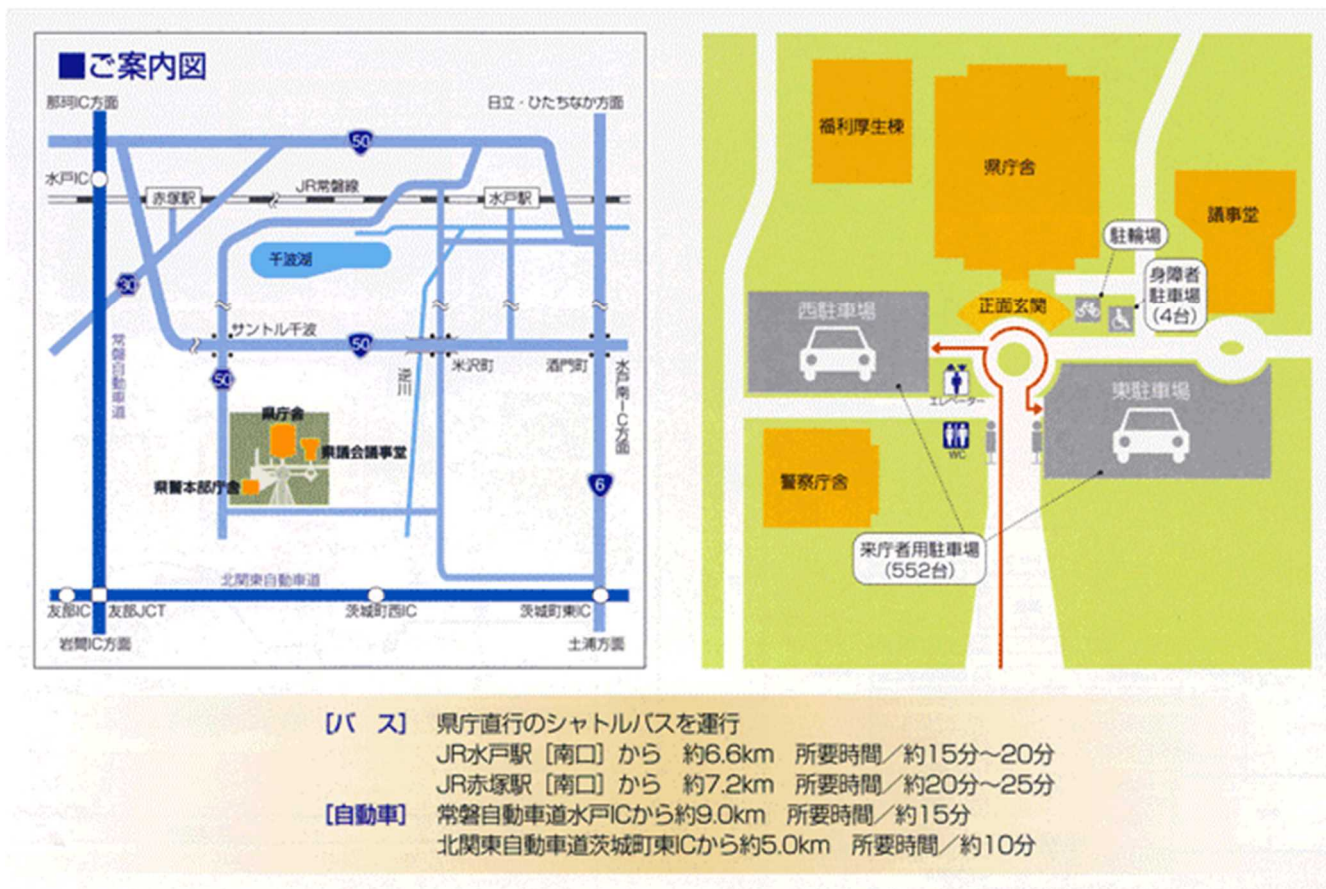 ■ご案内図
那珂IC方面
日立・ひたちなか方面
50
水戸IC
赤塚駅
JR常磐線
水戸駅
千波湖
30
サントル千波
50
米沢町
酒門町
常磐自動車道
50
逆川
水戸南IC方面
県庁舎
県議会議事堂
県警本部庁舎
6
北関東自動車道
友部IC
友部JCT
茨城町西IC
茨城町東IC
岩間IC方面
土浦方面
福利厚生棟
県庁舎
議事堂
駐輪場
身障者
駐車場
(4台)
正面玄関
西駐車場
エレベーター
東駐車場
WC
警察庁舎
来庁者用駐車場
(552台)
[バ ス] 県庁直行のシャトルバスを運行
JR水戸駅[南口]から 約6.6km 所要時間/約15分〜20分
JR赤塚駅[南口]から 約7.2km 所要時間/約20分〜25分
[自動車] 常磐自動車道水戸ICから約9.0km 所要時間/約15分
北関東自動車道茨城町東ICから約5.0km 所要時間/約10分